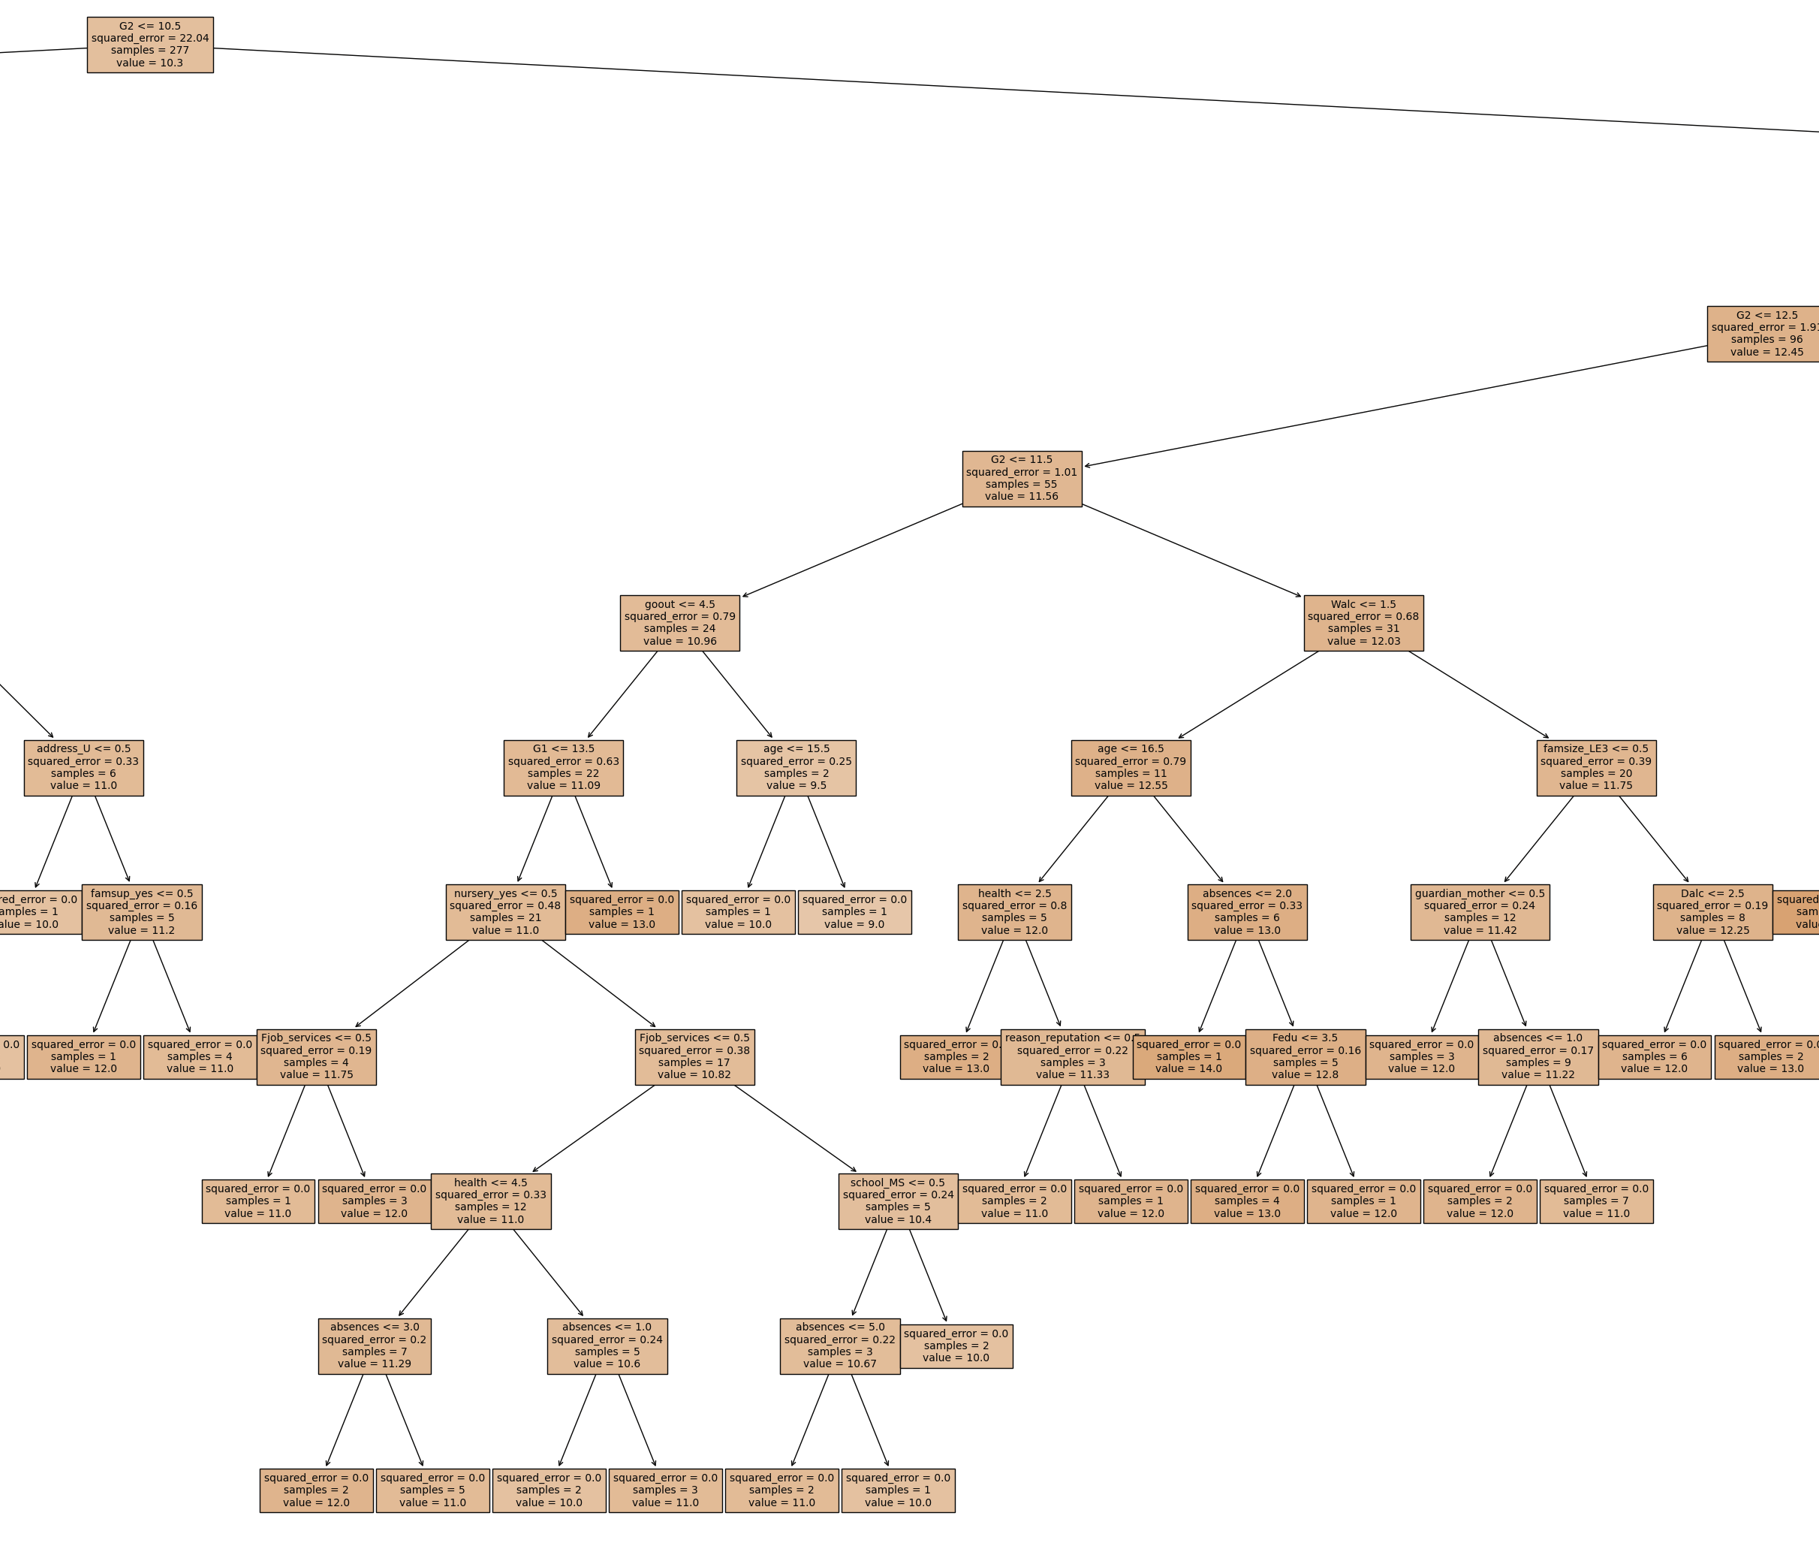 G2 <= 10.5
squared_error = 22.04
samples = 277
value = 10.3
G2 <= 12.5
squared_error = 1.9
samples = 96
value = 12.45
G2 <= 11.5
squared_error = 1.01
samples = 55
value = 11.56
goout <= 4.5
squared_error = 0.79
samples = 24
value = 10.96
Walc <= 1.5
squared_error = 0.68
samples = 31
value = 12.03
address_U <= 0.5
squared_error = 0.33
samples = 6
value = 11.0
G1 <= 13.5
squared_error = 0.63
samples = 22
value = 11.09
age <= 15.5
squared_error = 0.25
samples = 2
value = 9.5
age <= 16.5
squared_error = 0.79
samples = 11
value = 12.55
famsize_LE3 <= 0.5
squared_error = 0.39
samples = 20
value = 11.75
red_error = 0.0
amples = 1
alue = 10.0
famsup_yes <= 0.5
squared_error = 0.16
samples = 5
value = 11.2
nursery_yes <= 0.5
squared_error = 0.48
samples = 21
value = 11.0
squared_error = 0.0
samples = 1
value = 13.0
squared_error = 0.0
samples = 1
value = 10.0
squared_error = 0.0
samples = 1
value = 9.0
health <= 2.5
squared_error = 0.8
samples = 5
value = 12.0
absences <= 2.0
squared_error = 0.33
samples = 6
value = 13.0
guardian_mother <= 0.5
squared_error = 0.24
samples = 12
value = 11.42
Dalc <= 2.5
squared_error = 0.19
samples = 8
value = 12.25
squared
sam
valu
0.0
squared_error = 0.0
samples = 1
value = 12.0
squared_error = 0.0
samples = 4
value = 11.0
Fjob_services <= 0.5
squared_error = 0.19
samples = 4
value = 11.75
Fjob_services <= 0.5
squared_error = 0.38
samples = 17
value = 10.82
squared_error = 0.
samples = 2
value = 13.0
reason_reputation <= 0.
squared_error = 0.22
samples = 3
value = 11.33
squared_error = 0.0
samples = 1
value = 14.0
Fedu <= 3.5
squared_error = 0.16
samples = 5
value = 12.8
squared_error = 0.0
samples = 3
value = 12.0
absences <= 1.0
squared_error = 0.17
samples = 9
value = 11.22
squared_error = 0.0
samples = 6
value = 12.0
squared_error = 0.
samples = 2
value = 13.0
squared_error = 0.0
samples = 1
value = 11.0
squared_error = 0.0
samples = 3
value = 12.0
health <= 4.5
squared_error = 0.33
samples = 12
value = 11.0
school_MS <= 0.5
squared_error = 0.24
samples = 5
value = 10.4
squared_error = 0.0
samples = 2
value = 11.0
squared_error = 0.0
samples = 1
value = 12.0
squared_error = 0.0
samples = 4
value = 13.0
squared_error = 0.0
samples = 1
value = 12.0
squared_error = 0.0
samples = 2
value = 12.0
squared_error = 0.0
samples = 7
value = 11.0
absences <= 3.0
squared_error = 0.2
samples = 7
value = 11.29
absences <= 1.0
squared_error = 0.24
samples = 5
value = 10.6
absences <= 5.0
squared_error = 0.22
samples = 3
value = 10.67
squared_error = 0.0
samples = 2
value = 10.0
squared_error = 0.0
samples = 2
value = 12.0
squared_error = 0.0
samples = 5
value = 11.0
squared_error = 0.0
samples = 2
value = 10.0
squared_error = 0.0
samples = 3
value = 11.0
squared_error = 0.0
samples = 2
value = 11.0
squared_error = 0.0
samples = 1
value = 10.0